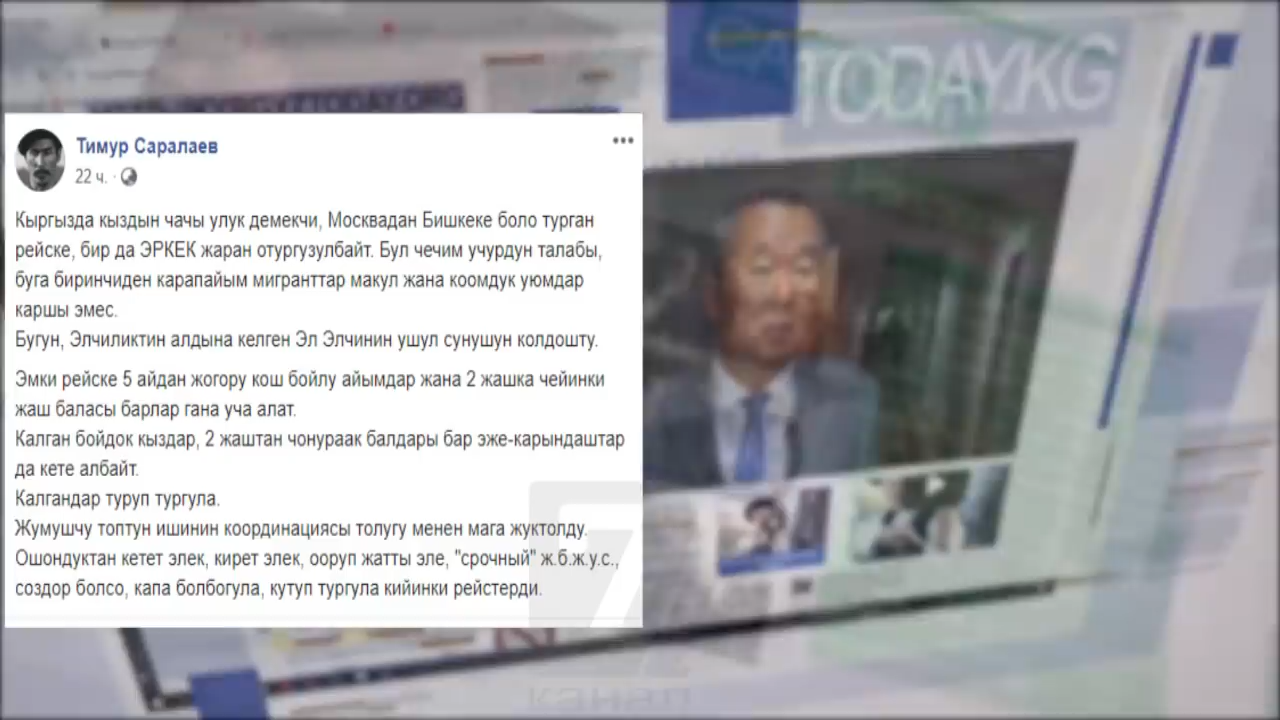 TODAY.KG
Тимур Саралаев
22 ч. ·
Кыргызда кыздын чачы улук демекчи, Москвадан Бишкеке боло турган
рейске, бир да ЭРКЕК жаран отургузулбайт. Бул чечим учурдун талабы,
буга биринчиден карапайым мигранттар макул жана коомдук уюмдар
каршы эмес.
Бугун, Элчиликтин алдына келген Эл Элчинин ушул сунушун колдошту.
Эмки рейске 5 айдан жогору кош бойлу айымдар жана 2 жашка чейинки
жаш баласы барлар гана уча алат.
Калган бойдок кыздар, 2 жаштан чонураак балдары бар эже-карындаштар
да кете албайт.
Калгандар туруп тургула.
Жумушчу топтун ишинин координациясы толугу менен мага жуктолду.
Ошондуктан кетет элек, кирет элек, ооруп жатты эле, "срочный" ж.б.ж.у.с.,
создор болсо, капа болбогула, кутуп тургула кийинки рейстерди.
7
канал